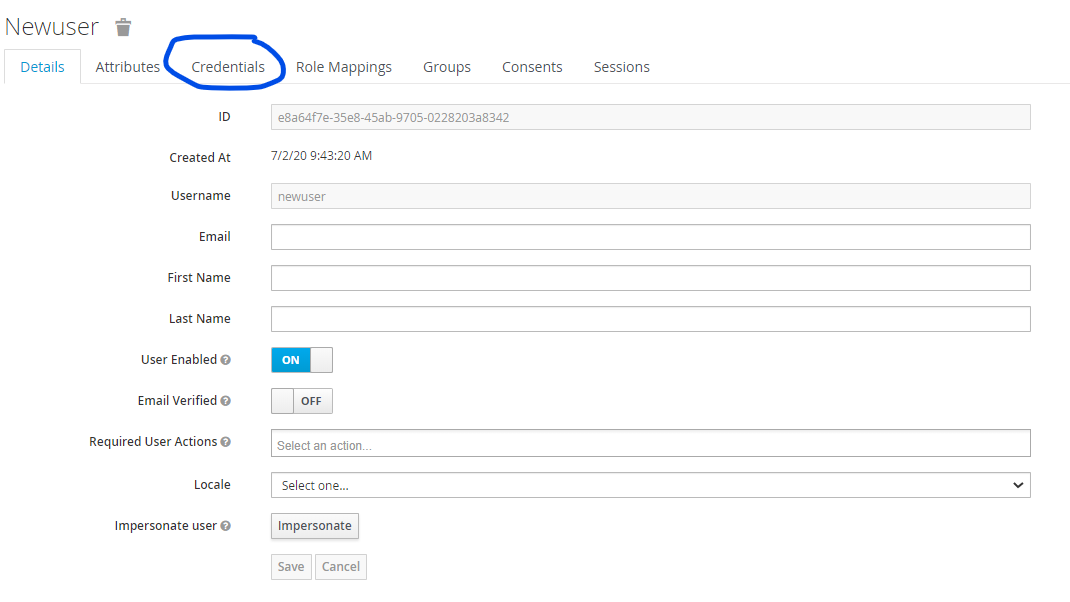 Newuser
Details Attributes Credentials Role Mappings Groups Consents Sessions
ID e8a64f7e-35e8-45ab-9705-0228203a8342
Created At 7/2/20 9:43:20 AM
Username newuser
Email
First Name
Last Name
User Enabled ON
Email Verified OFF
Required User Actions Select an action...
Locale Select one...
Impersonate user Impersonate
Save Cancel